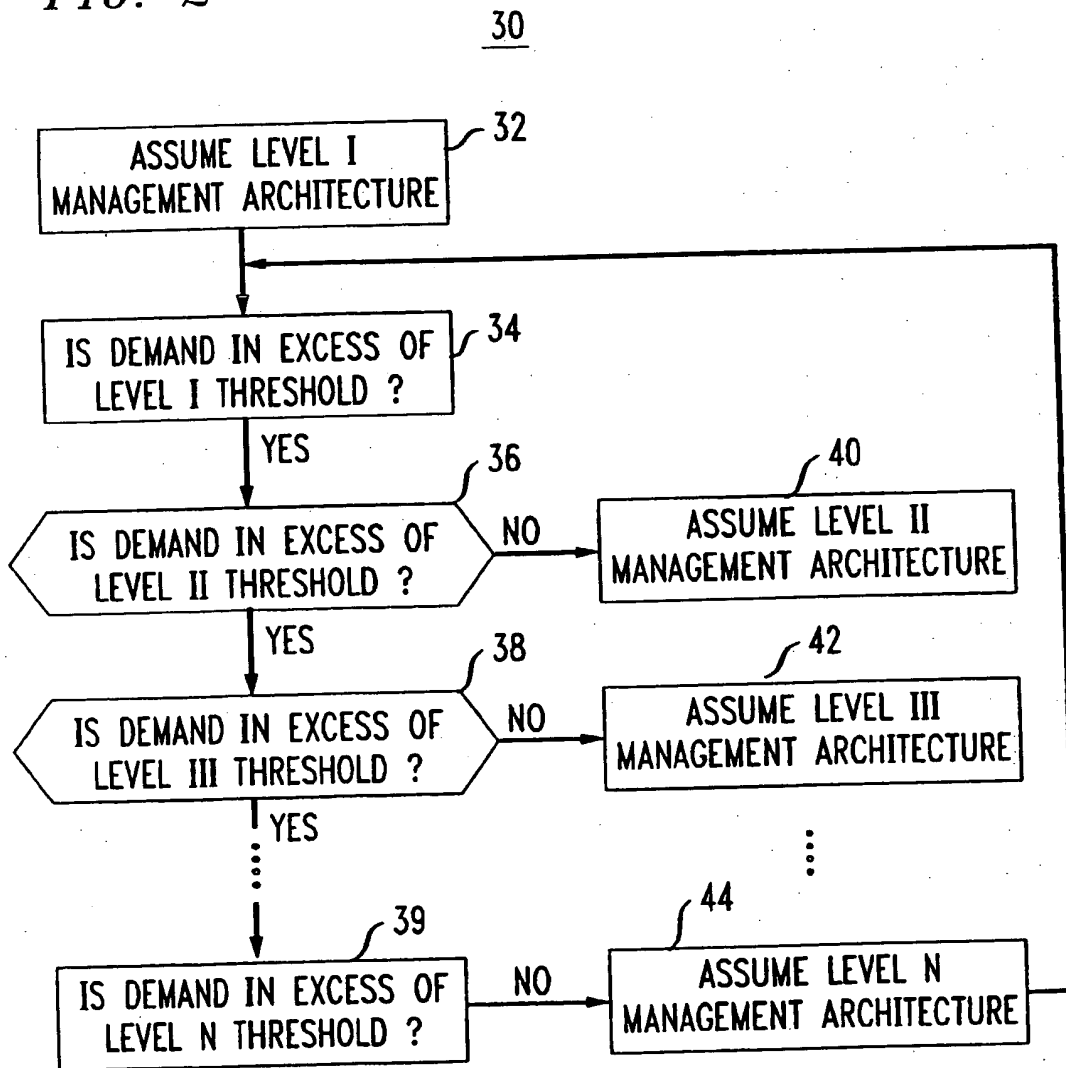 FIG. 2
30
32
ASSUME LEVEL I
MANAGEMENT ARCHITECTURE
34
IS DEMAND IN EXCESS OF
LEVEL I THRESHOLD ?
YES
36
IS DEMAND IN EXCESS OF
LEVEL II THRESHOLD ?
NO
40
ASSUME LEVEL II
MANAGEMENT ARCHITECTURE
YES
38
IS DEMAND IN EXCESS OF
LEVEL III THRESHOLD ?
NO
42
ASSUME LEVEL III
MANAGEMENT ARCHITECTURE
YES
39
IS DEMAND IN EXCESS OF
LEVEL N THRESHOLD ?
NO
44
ASSUME LEVEL N
MANAGEMENT ARCHITECTURE